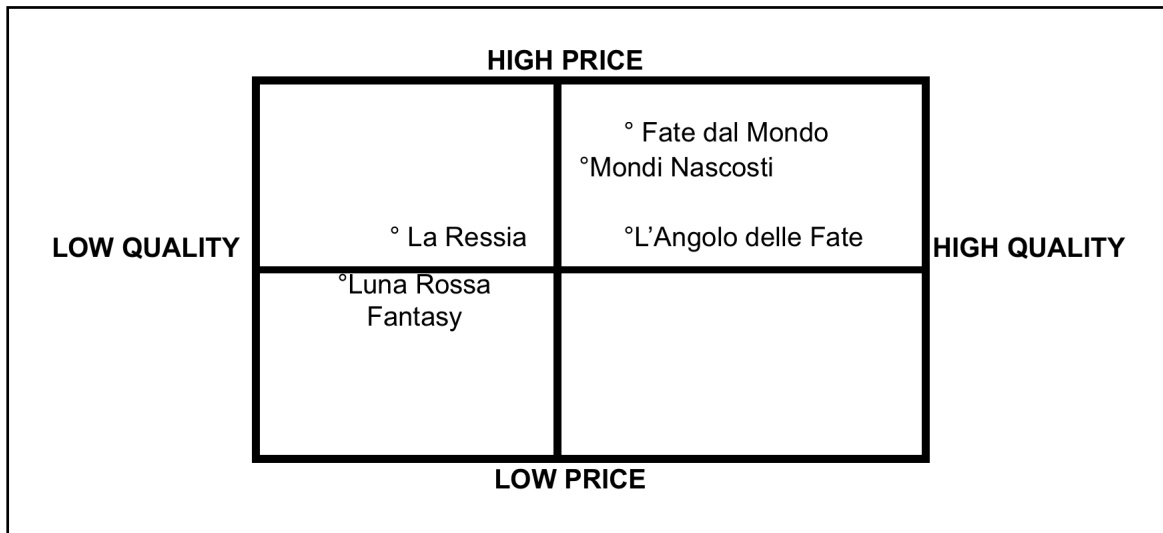 HIGH PRICE
° Fate dal Mondo
°Mondi Nascosti
LOW QUALITY
° La Ressia
°L’Angolo delle Fate
HIGH QUALITY
°Luna Rossa
Fantasy
LOW PRICE